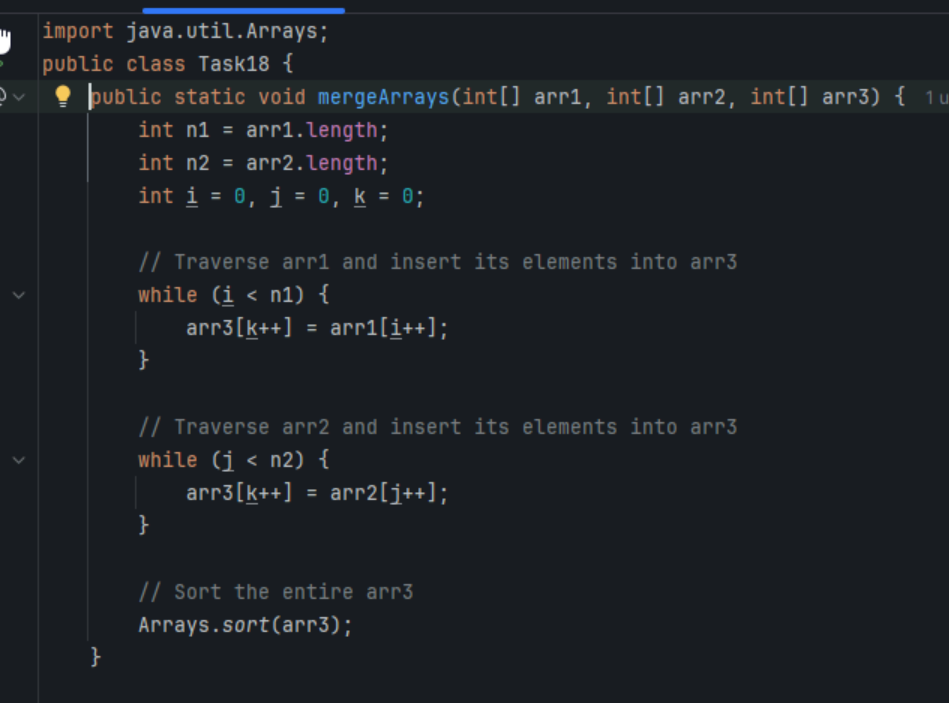 import java.util.Arrays;
public class Task18 {
    public static void mergeArrays(int[] arr1, int[] arr2, int[] arr3) {  1 u
        int n1 = arr1.length;
        int n2 = arr2.length;
        int i = 0, j = 0, k = 0;

        // Traverse arr1 and insert its elements into arr3
        while (i < n1) {
            arr3[k++] = arr1[i++];
        }

        // Traverse arr2 and insert its elements into arr3
        while (j < n2) {
            arr3[k++] = arr2[j++];
        }

        // Sort the entire arr3
        Arrays.sort(arr3);
    }